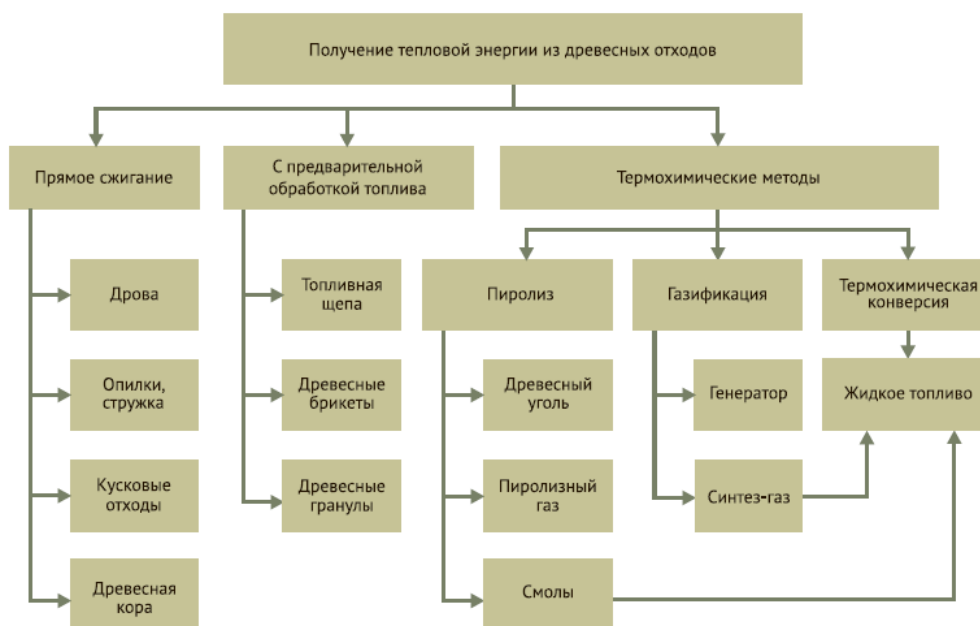 Получение тепловой энергии из древесных отходов
Прямое сжигание
С предварительной
обработкой топлива
Термохимические методы
Дрова
Топливная
щепа
Пиролиз
Газификация
Термохимическая
конверсия
Опилки,
стружка
Древесные
брикеты
Древесный
уголь
Генератор
Жидкое топливо
Кусковые
отходы
Древесные
гранулы
Пиролизный
газ
Синтез-газ
Древесная
кора
Смолы